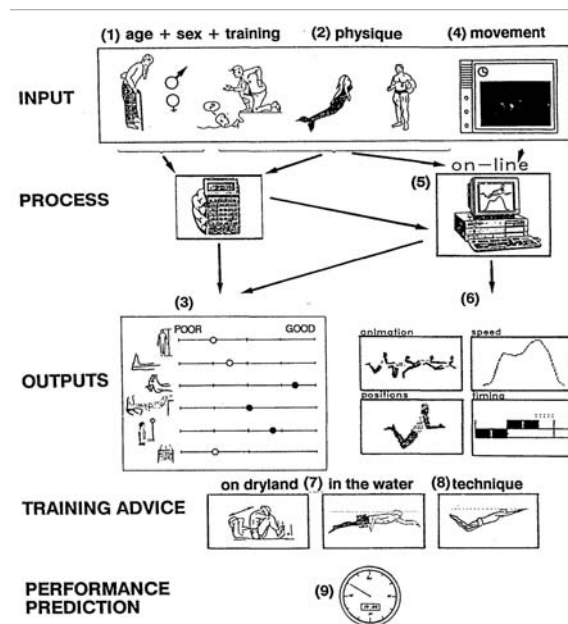 (1) age + sex + training (2) physique (4) movement
INPUT
on-line
(5)
PROCESS
(3) (6)
POOR GOOD
animation speed
OUTPUTS
positions timing
on dryland (7) in the water (8) technique
TRAINING ADVICE
PERFORMANCE
PREDICTION
(9)